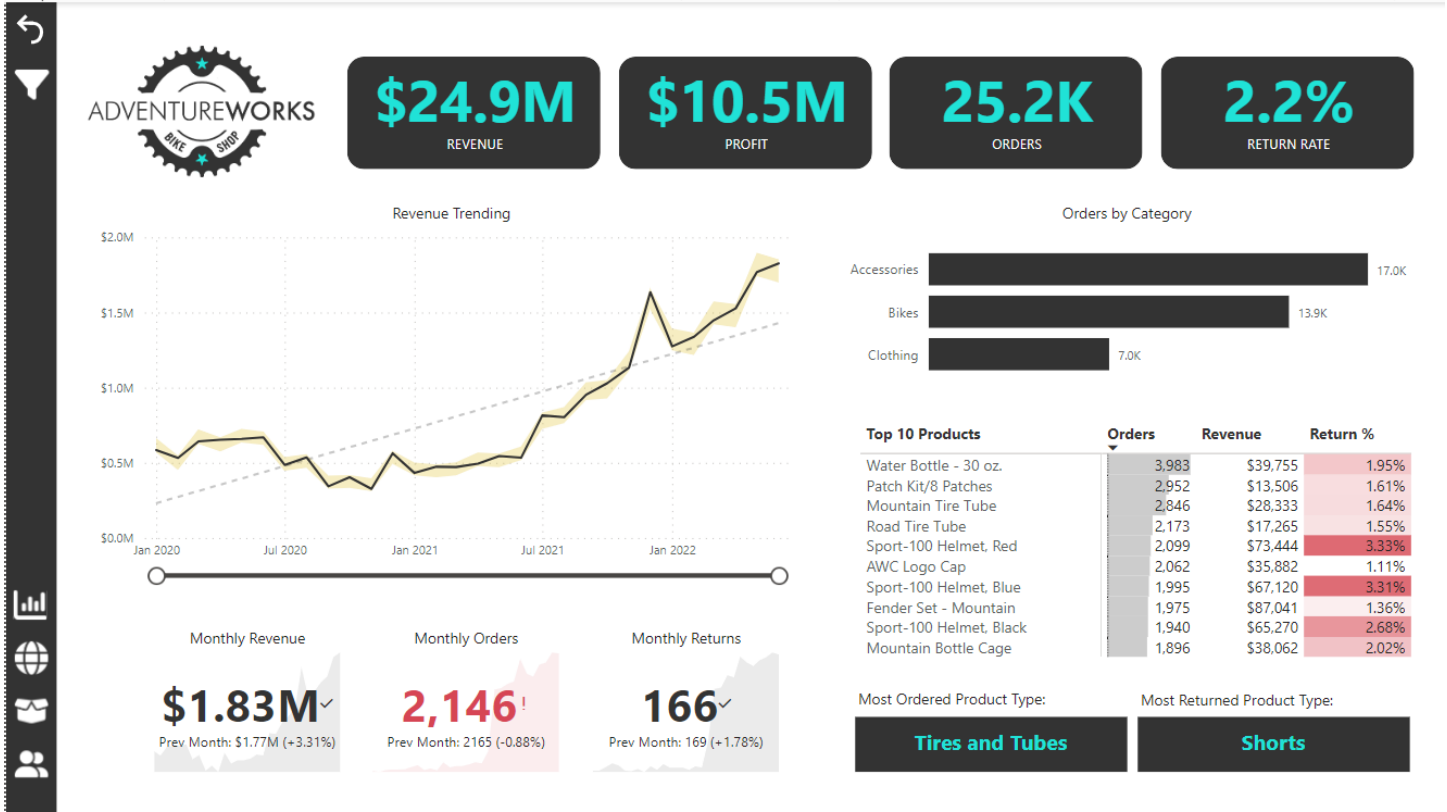 ADVENTUREWORKS
BIKE SHOP
$24.9M
REVENUE
$10.5M
PROFIT
25.2K
ORDERS
2.2%
RETURN RATE
Revenue Trending
$2.0M
$1.5M
$1.0M
$0.5M
$0.0M
Jan 2020 Jul 2020 Jan 2021 Jul 2021 Jan 2022
Orders by Category
Accessories 17.0K
Bikes 13.9K
Clothing 7.0K
Top 10 Products Orders Revenue Return %
Water Bottle - 30 oz. 3,983 $39,755 1.95%
Patch Kit/8 Patches 2,952 $13,506 1.61%
Mountain Tire Tube 2,846 $28,333 1.64%
Road Tire Tube 2,173 $17,265 1.55%
Sport-100 Helmet, Red 2,099 $73,444 3.33%
AWC Logo Cap 2,062 $35,882 1.11%
Sport-100 Helmet, Blue 1,995 $67,120 3.31%
Fender Set - Mountain 1,975 $87,041 1.36%
Sport-100 Helmet, Black 1,940 $65,270 2.68%
Mountain Bottle Cage 1,896 $38,062 2.02%
Monthly Revenue
$1.83M
Prev Month: $1.77M (+3.31%)
Monthly Orders
2,146!
Prev Month: 2165 (-0.88%)
Monthly Returns
166
Prev Month: 169 (+1.78%)
Most Ordered Product Type:
Tires and Tubes
Most Returned Product Type:
Shorts